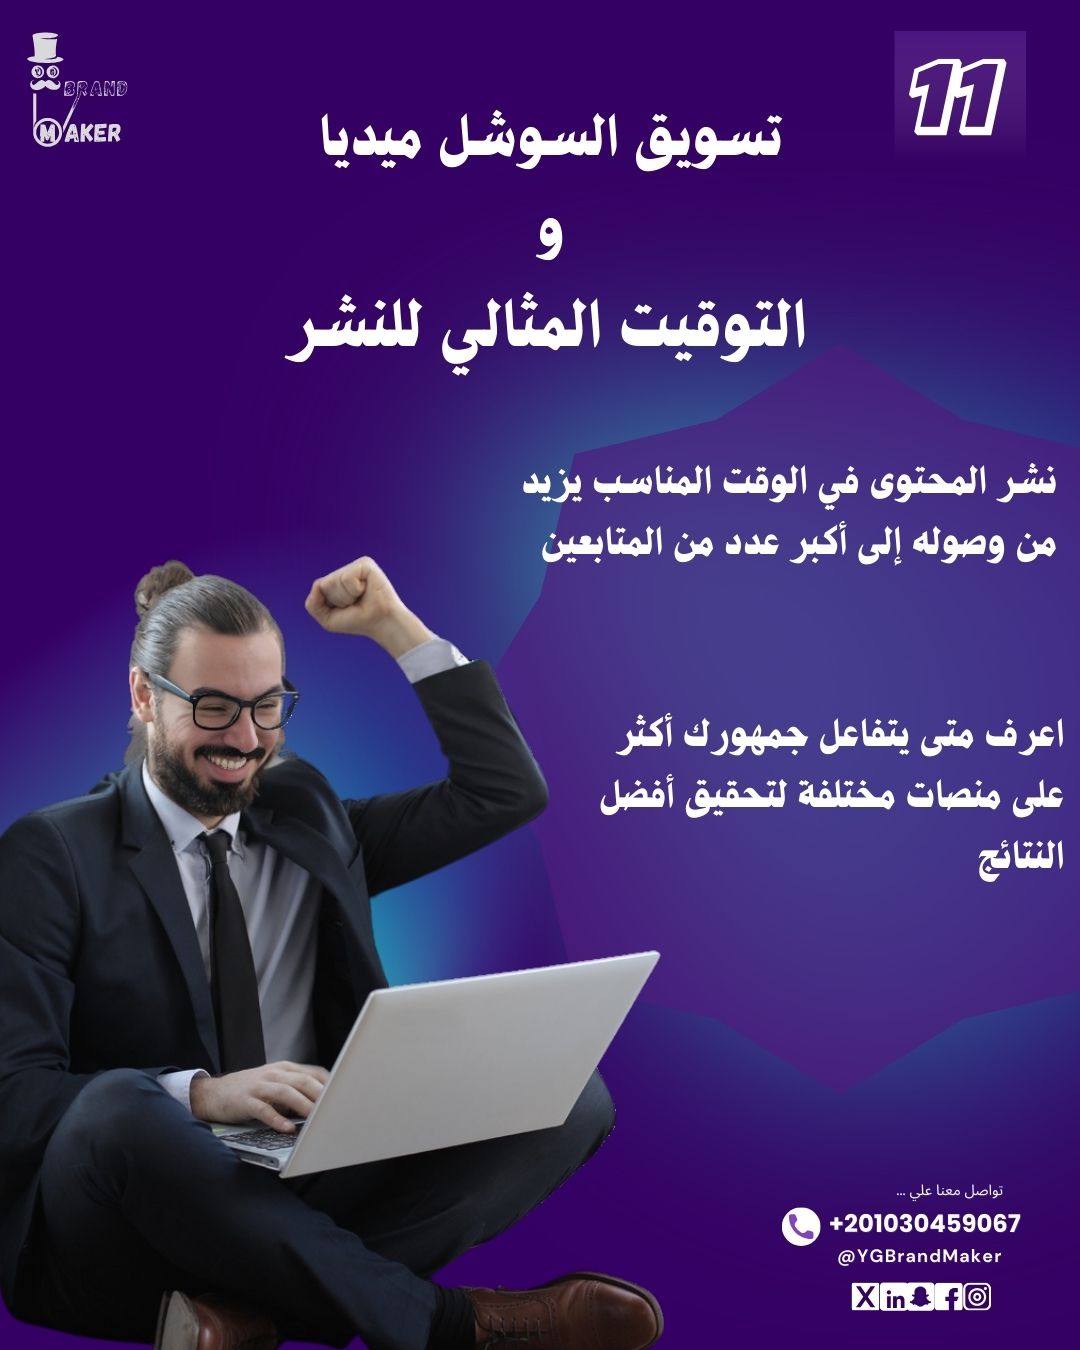 BRAND
MAKER
11
تسويق السوشل ميديا
و
التوقيت المثالي للنشر
نشر المحتوى في الوقت المناسب يزيد
من وصوله إلى أكبر عدد من المتابعين
اعرف متى يتفاعل جمهورك أكثر
على منصات مختلفة لتحقيق أفضل
النتائج
تواصل معنا علي ...
+201030459067
@YGBrandMaker